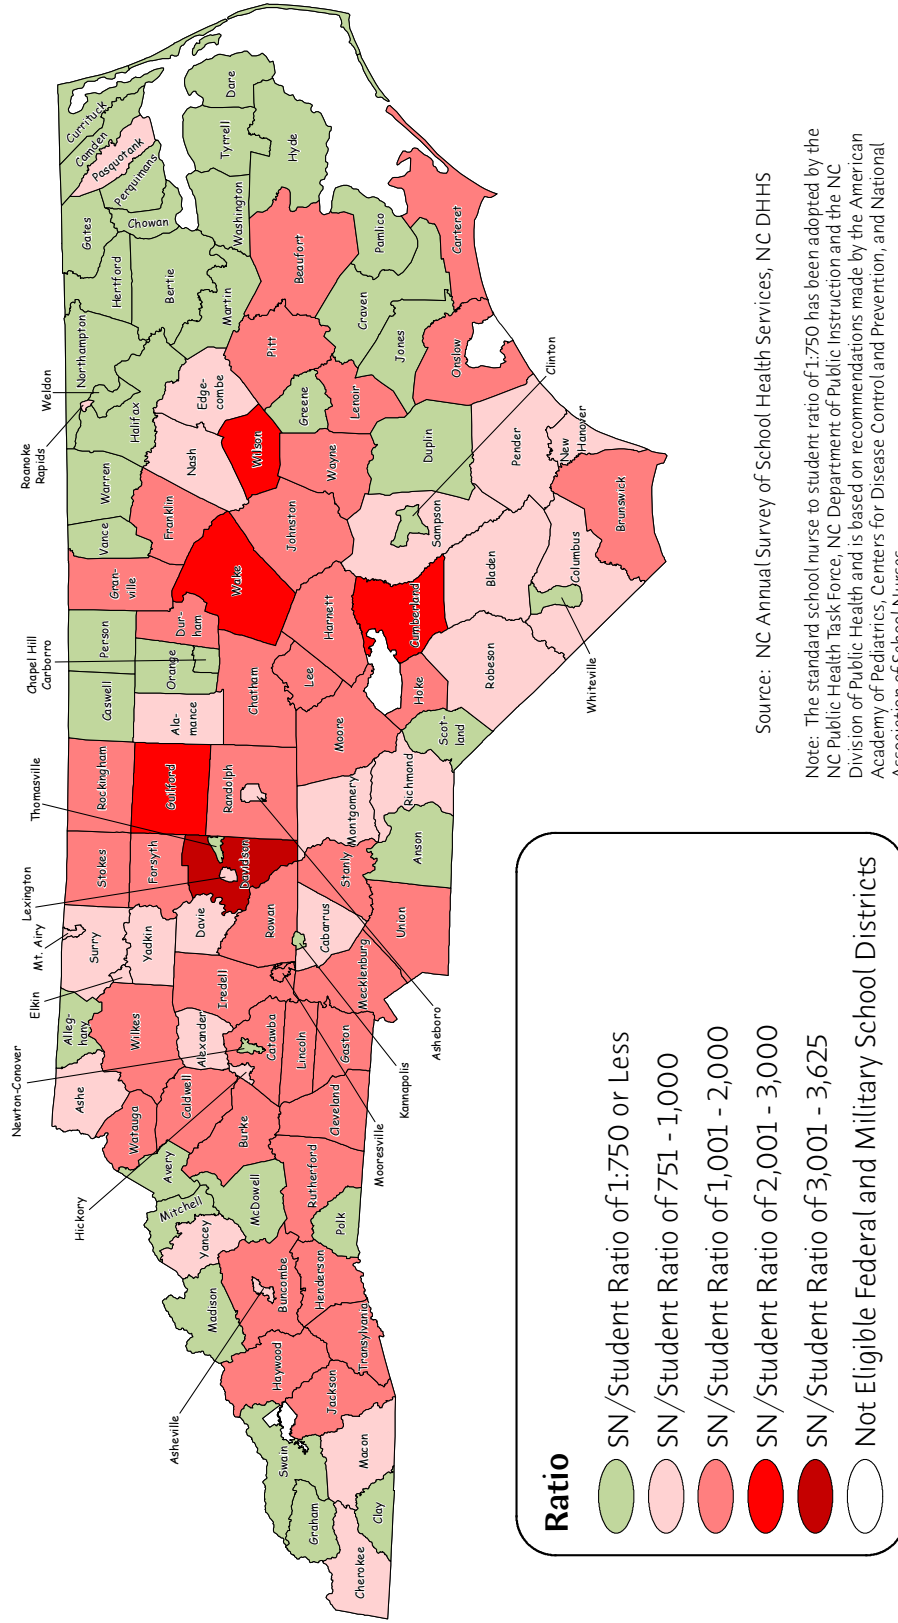 Cherokee
Graham
Clay
Swain
Macon
Jackson
Haywood
Transylvania
Asheville
Madison
Buncombe
Henderson
Yancey
Mitchell
Avery
McDowell
Polk
Rutherford
Hickory
Watauga
Ashe
Caldwell
Burke
Cleveland
Newton-Conover
Alleg-
hany
Wilkes
Alexander
Catawba
Lincoln
Gaston
Elkin
Mt. Airy
Surry
Yadkin
Iredell
Davie
Rowan
Mooresville
Kannapolis
Asheboro
Mecklenburg
Cabarrus
Union
Lexington
Thomasville
Stokes
Forsyth
Davidson
Stanly
Anson
Rockingham
Guilford
Randolph
Montgomery
Richmond
Caswell
Ala-
mance
Chatham
Moore
Scot-
land
Chapel Hill
Carboro
Person
Orange
Dur-
ham
Lee
Hoke
Harnett
Cumberland
Robeson
Gran-
ville
Wake
Vance
Warren
Franklin
Johnston
Sampson
Bladen
Columbus
Whiteville
Brunswick
Roanoke
Rapids
Weldon
Northampton
Halifax
Nash
Edge-
combe
Wilson
Wayne
Greene
Lenoir
Duplin
Pender
New
Hanover
Clinton
Pitt
Jones
Onslow
Craven
Carteret
Pamlico
Beaufort
Martin
Bertie
Hertford
Gates
Chowan
Perquimans
Pasquotank
Camden
Currituck
Washington
Tyrrell
Dare
Hyde
Ratio
SN/Student Ratio of 1:750 or Less
SN/Student Ratio of 751 - 1,000
SN/Student Ratio of 1,001 - 2,000
SN/Student Ratio of 2,001 - 3,000
SN/Student Ratio of 3,001 - 3,625
Not Eligible Federal and Military School Districts
Source: NC Annual Survey of School Health Services, NC DHHS
Note: The standard school nurse to student ratio of 1:750 has been adopted by the
NC Public Health Task Force, NC Department of Public Instruction and the NC
Division of Public Health and is based on recommendations made by the American
Academy of Pediatrics, Centers for Disease Control and Prevention, and National
Association of School Nurses